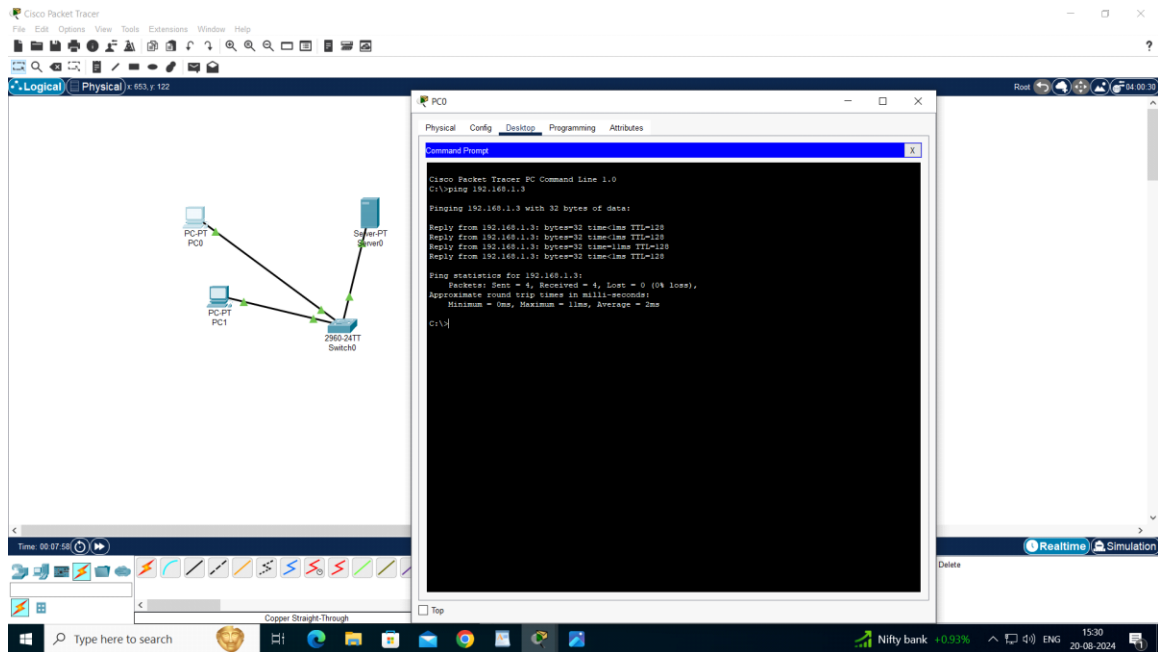 Cisco Packet Tracer
File Edit Options View Tools Extensions Window Help
?
Logical Physical x: 653, y: 122
Root 04:00:30
PC0
Physical Config Desktop Programming Attributes
Command Prompt
X
Cisco Packet Tracer PC Command Line 1.0
C:\>ping 192.168.1.3
Pinging 192.168.1.3 with 32 bytes of data:
Reply from 192.168.1.3: bytes=32 time<1ms TTL=128
Reply from 192.168.1.3: bytes=32 time<1ms TTL=128
Reply from 192.168.1.3: bytes=32 time=11ms TTL=128
Reply from 192.168.1.3: bytes=32 time<1ms TTL=128
Ping statistics for 192.168.1.3:
Packets: Sent = 4, Received = 4, Lost = 0 (0% loss),
Approximate round trip times in milli-seconds:
Minimum = 0ms, Maximum = 11ms, Average = 2ms
C:\>
PC-PT
PC0
Server-PT
Server0
PC-PT
PC1
2960-24TT
Switch0
Time: 00:07:58
Realtime Simulation
Delete
Copper Straight-Through
Top
Type here to search
Nifty bank +0.93%
ENG
15:30
20-08-2024
1